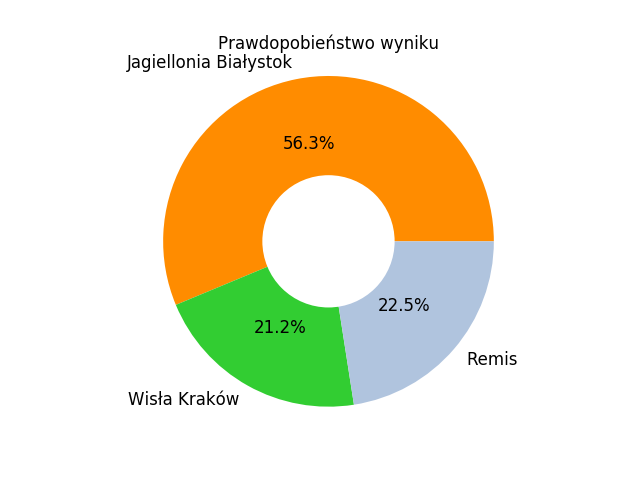 Prawdopobieństwo wyniku
Jagiellonia Białystok
56.3%
22.5%
21.2%
Remis
Wisła Kraków